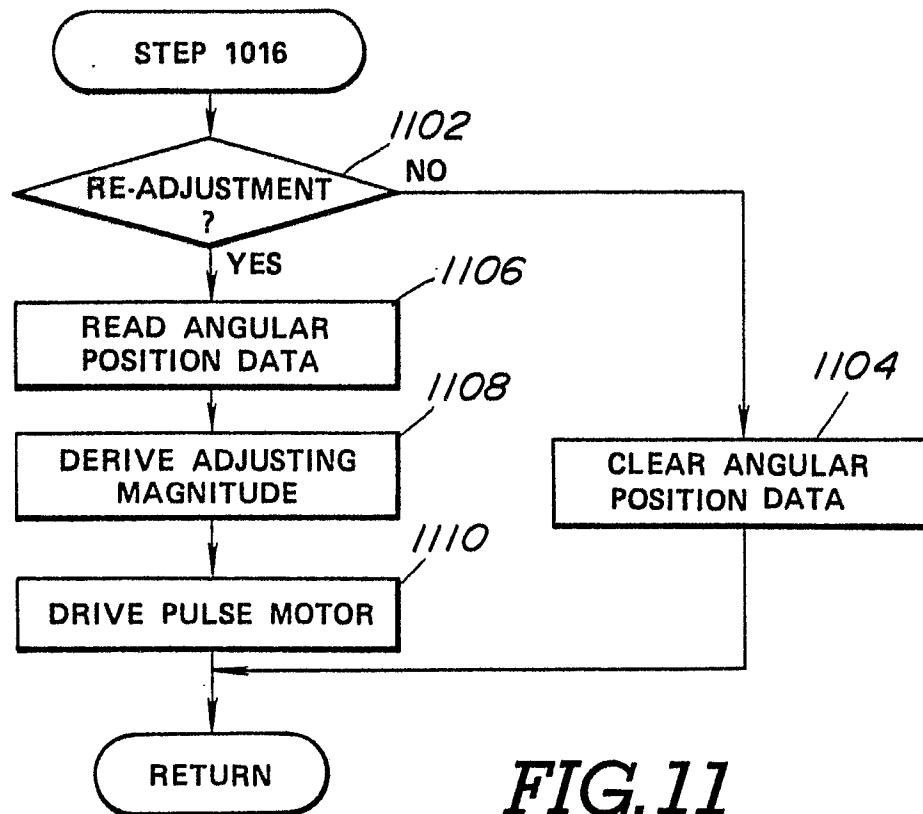 STEP 1016
1102
RE-ADJUSTMENT
?
NO
YES
1106
READ ANGULAR
POSITION DATA
1108
DERIVE ADJUSTING
MAGNITUDE
1104
CLEAR ANGULAR
POSITION DATA
1110
DRIVE PULSE MOTOR
RETURN
FIG. 11